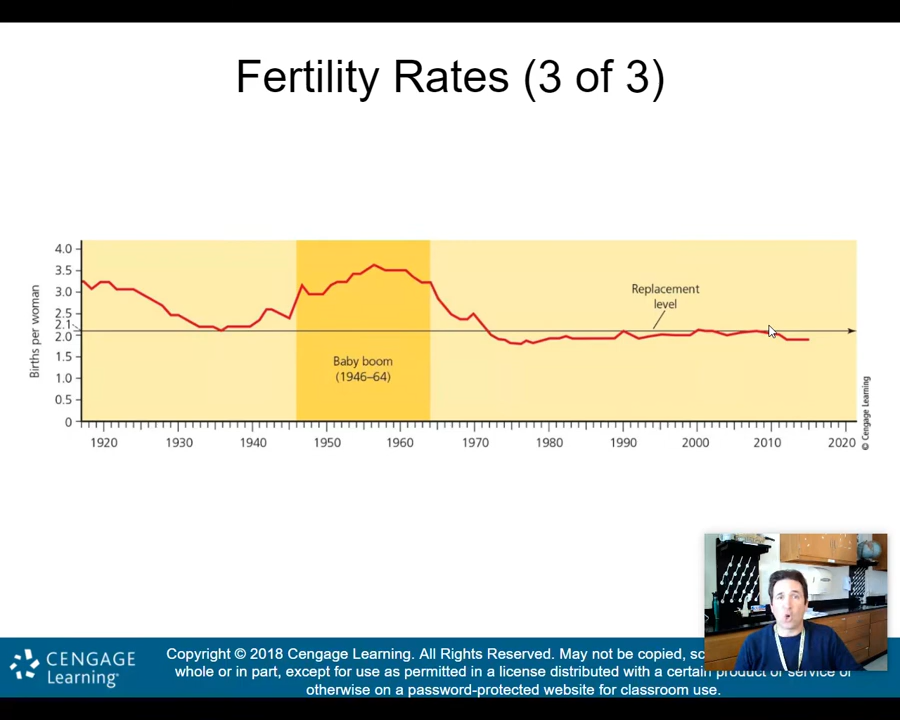 Fertility Rates (3 of 3)
4.0
3.5
3.0
2.5
2.1
2.0
1.5
1.0
0.5
0
Births per woman
Replacement
level
Baby boom
(1946–64)
1920 1930 1940 1950 1960 1970 1980 1990 2000 2010 2020
© Cengage Learning
CENGAGE
Learning
Copyright © 2018 Cengage Learning. All Rights Reserved. May not be copied,
whole or in part, except for use as permitted in a license distributed with a certain product or service or
otherwise on a password-protected website for classroom use.